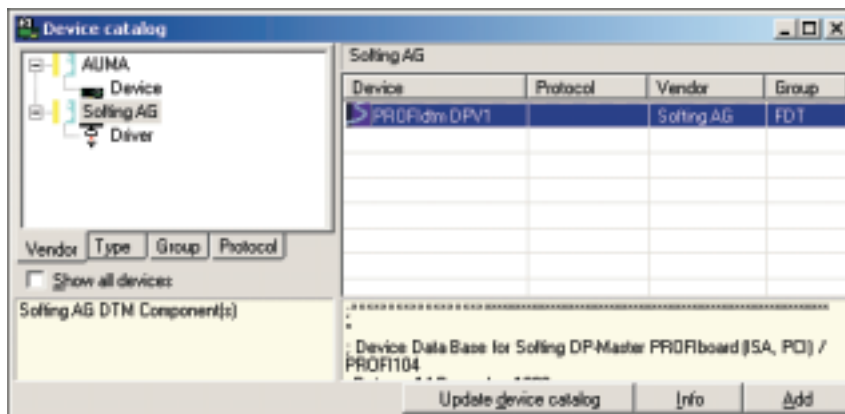 Device catalog
AUMA
Device
Softing AG
Driver
Vendor Type Group Protocol
Show all devices
Softing AG DTM Component(s)
Softing AG
Device Protocol Vendor Group
PROFIdtm DPV1 Softing AG FDT
;******************************************************************************
;
; Device Data Base for Softing DP-Master PROFIboard (ISA, PCI) /
PROFI104
Update device catalog Info Add